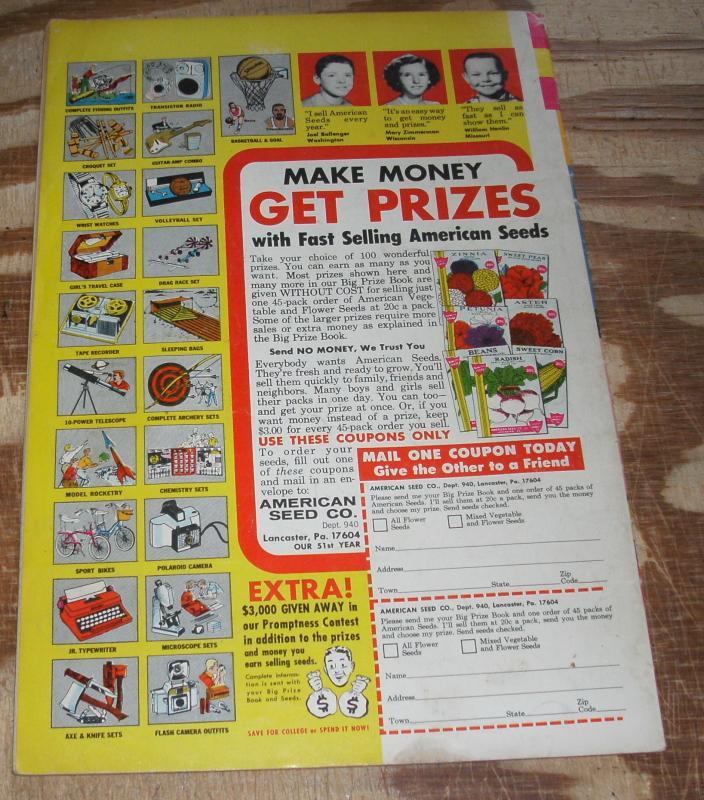 COMPLETE FISHING OUTFITS
TRANSISTOR RADIO
CROQUET SET
GUITAR-AMP COMBO
WRIST WATCHES
VOLLEYBALL SET
GIRL'S TRAVEL CASE
DRAG RACE SET
TAPE RECORDER
SLEEPING BAGS
10-POWER TELESCOPE
COMPLETE ARCHERY SETS
MODEL ROCKETRY
CHEMISTRY SETS
SPORT BIKES
POLAROID CAMERA
JR. TYPEWRITER
MICROSCOPE SETS
AXE & KNIFE SETS
FLASH CAMERA OUTFITS
BASKETBALL & GOAL
"I sell American
Seeds every
year."
Joel Ballenger
Washington
"It's an easy way
to get money
and prizes."
Mary Zimmerman
Wisconsin
"They sell as
fast as I can
show them."
William Hamlin
Missouri
MAKE MONEY
GET PRIZES
with Fast Selling American Seeds
Take your choice of 100 wonderful
prizes. You can earn as many as you
want. Most prizes shown here and
many more in our Big Prize Book are
given WITHOUT COST for selling just
one 45-pack order of American Vege-
table and Flower Seeds at 20c a pack.
Some of the larger prizes require more
sales or extra money as explained in
the Big Prize Book.
Send NO MONEY, We Trust You
Everybody wants American Seeds.
They're fresh and ready to grow. You'll
sell them quickly to family, friends and
neighbors. Many boys and girls sell
their packs in one day. You can too—
and get your prize at once. Or, if you
want money instead of a prize, keep
$3.00 for every 45-pack order you sell.
ZINNIA
SWEET PEAS
PETUNIA
ASTER
BEANS
RADISH
SWEET CORN
USE THESE COUPONS ONLY
To order your
seeds, fill out one
of these coupons
and mail in an en-
velope to:
AMERICAN
SEED CO.
Dept. 940
Lancaster, Pa. 17604
OUR 51st YEAR
MAIL ONE COUPON TODAY
Give the Other to a Friend
AMERICAN SEED CO., Dept. 940, Lancaster, Pa. 17604
Please send me your Big Prize Book and one order of 45 packs of
American Seeds. I'll sell them at 20c a pack, send you the money
and choose my prize. Send seeds checked.
All Flower
Seeds
Mixed Vegetable
and Flower Seeds
Name
Address
Town State Zip
Code
AMERICAN SEED CO., Dept. 940, Lancaster, Pa. 17604
Please send me your Big Prize Book and one order of 45 packs of
American Seeds. I'll sell them at 20c a pack, send you the money
and choose my prize. Send seeds checked.
All Flower
Seeds
Mixed Vegetable
and Flower Seeds
Name
Address
Town State Zip
Code
EXTRA!
$3,000 GIVEN AWAY in
our Promptness Contest
in addition to the prizes
and money you
earn selling seeds.
Complete informa-
tion is sent with
your Big Prize
Book and Seeds.
$ $
SAVE FOR COLLEGE or SPEND IT NOW!